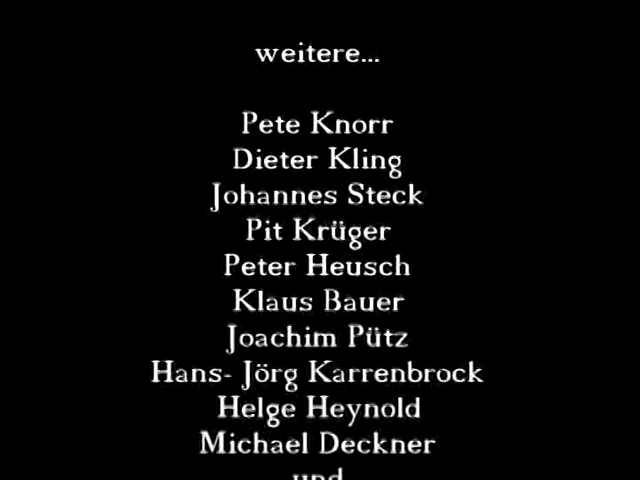 weitere...
Pete Knorr
Dieter Kling
Johannes Steck
Pit Krüger
Peter Heusch
Klaus Bauer
Joachim Pütz
Hans- Jörg Karrenbrock
Helge Heynold
Michael Deckner
und